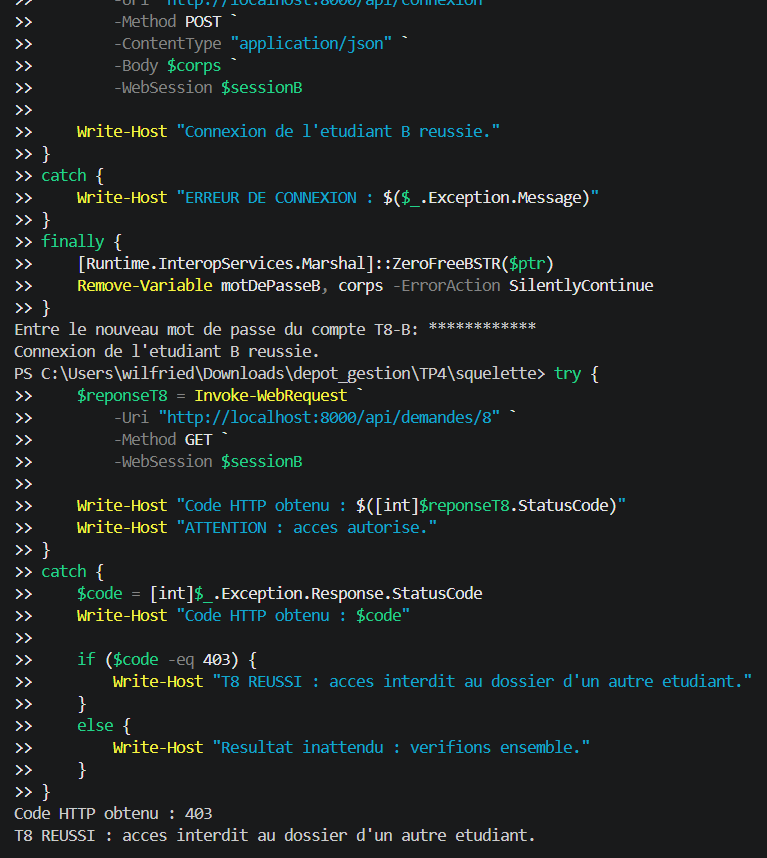 >>         -Uri "http://localhost:8000/api/connexion" `
>>         -Method POST `
>>         -ContentType "application/json" `
>>         -Body $corps `
>>         -WebSession $sessionB
>>
>>     Write-Host "Connexion de l'etudiant B reussie."
>> }
>> catch {
>>     Write-Host "ERREUR DE CONNEXION : $($_.Exception.Message)"
>> }
>> finally {
>>     [Runtime.InteropServices.Marshal]::ZeroFreeBSTR($ptr)
>>     Remove-Variable motDePasseB, corps -ErrorAction SilentlyContinue
>> }
Entre le nouveau mot de passe du compte T8-B: ************
Connexion de l'etudiant B reussie.
PS C:\Users\wilfried\Downloads\depot_gestion\TP4\squelette> try {
>>     $reponseT8 = Invoke-WebRequest `
>>         -Uri "http://localhost:8000/api/demandes/8" `
>>         -Method GET `
>>         -WebSession $sessionB
>>
>>     Write-Host "Code HTTP obtenu : $([int]$reponseT8.StatusCode)"
>>     Write-Host "ATTENTION : acces autorise."
>> }
>> catch {
>>     $code = [int]$_.Exception.Response.StatusCode
>>     Write-Host "Code HTTP obtenu : $code"
>>
>>     if ($code -eq 403) {
>>         Write-Host "T8 REUSSI : acces interdit au dossier d'un autre etudiant."
>>     }
>>     else {
>>         Write-Host "Resultat inattendu : verifions ensemble."
>>     }
>> }
Code HTTP obtenu : 403
T8 REUSSI : acces interdit au dossier d'un autre etudiant.